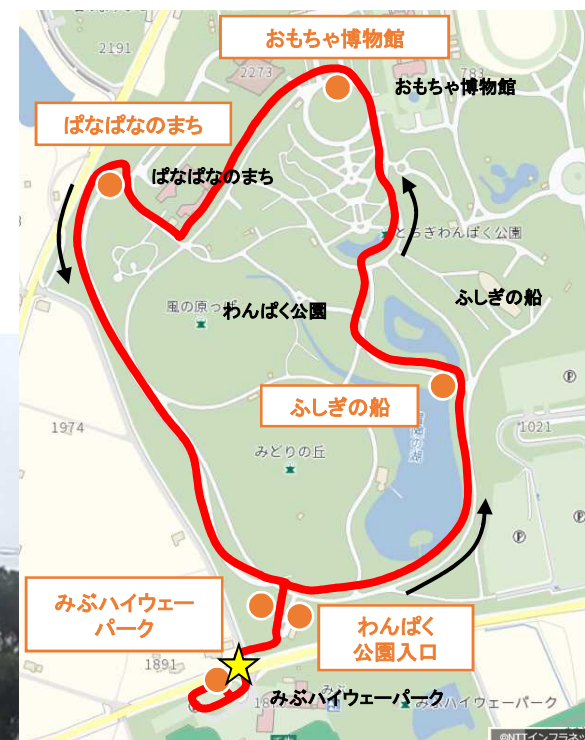 おもちゃ博物館
2191
2273
783
おもちゃ博物館
ぱなぱなのまち
ぱなぱなのまち
とちぎわんぱく公園
ふしぎの船
風の原っぱ
わんぱく公園
ふしぎの船
1974
1021
みどりの丘
の湖
みぶハイウェー
パーク
わんぱく
公園入口
1891
みぶハイウェーパーク
みぶハイウェーパーク
©NTTインフラネッ